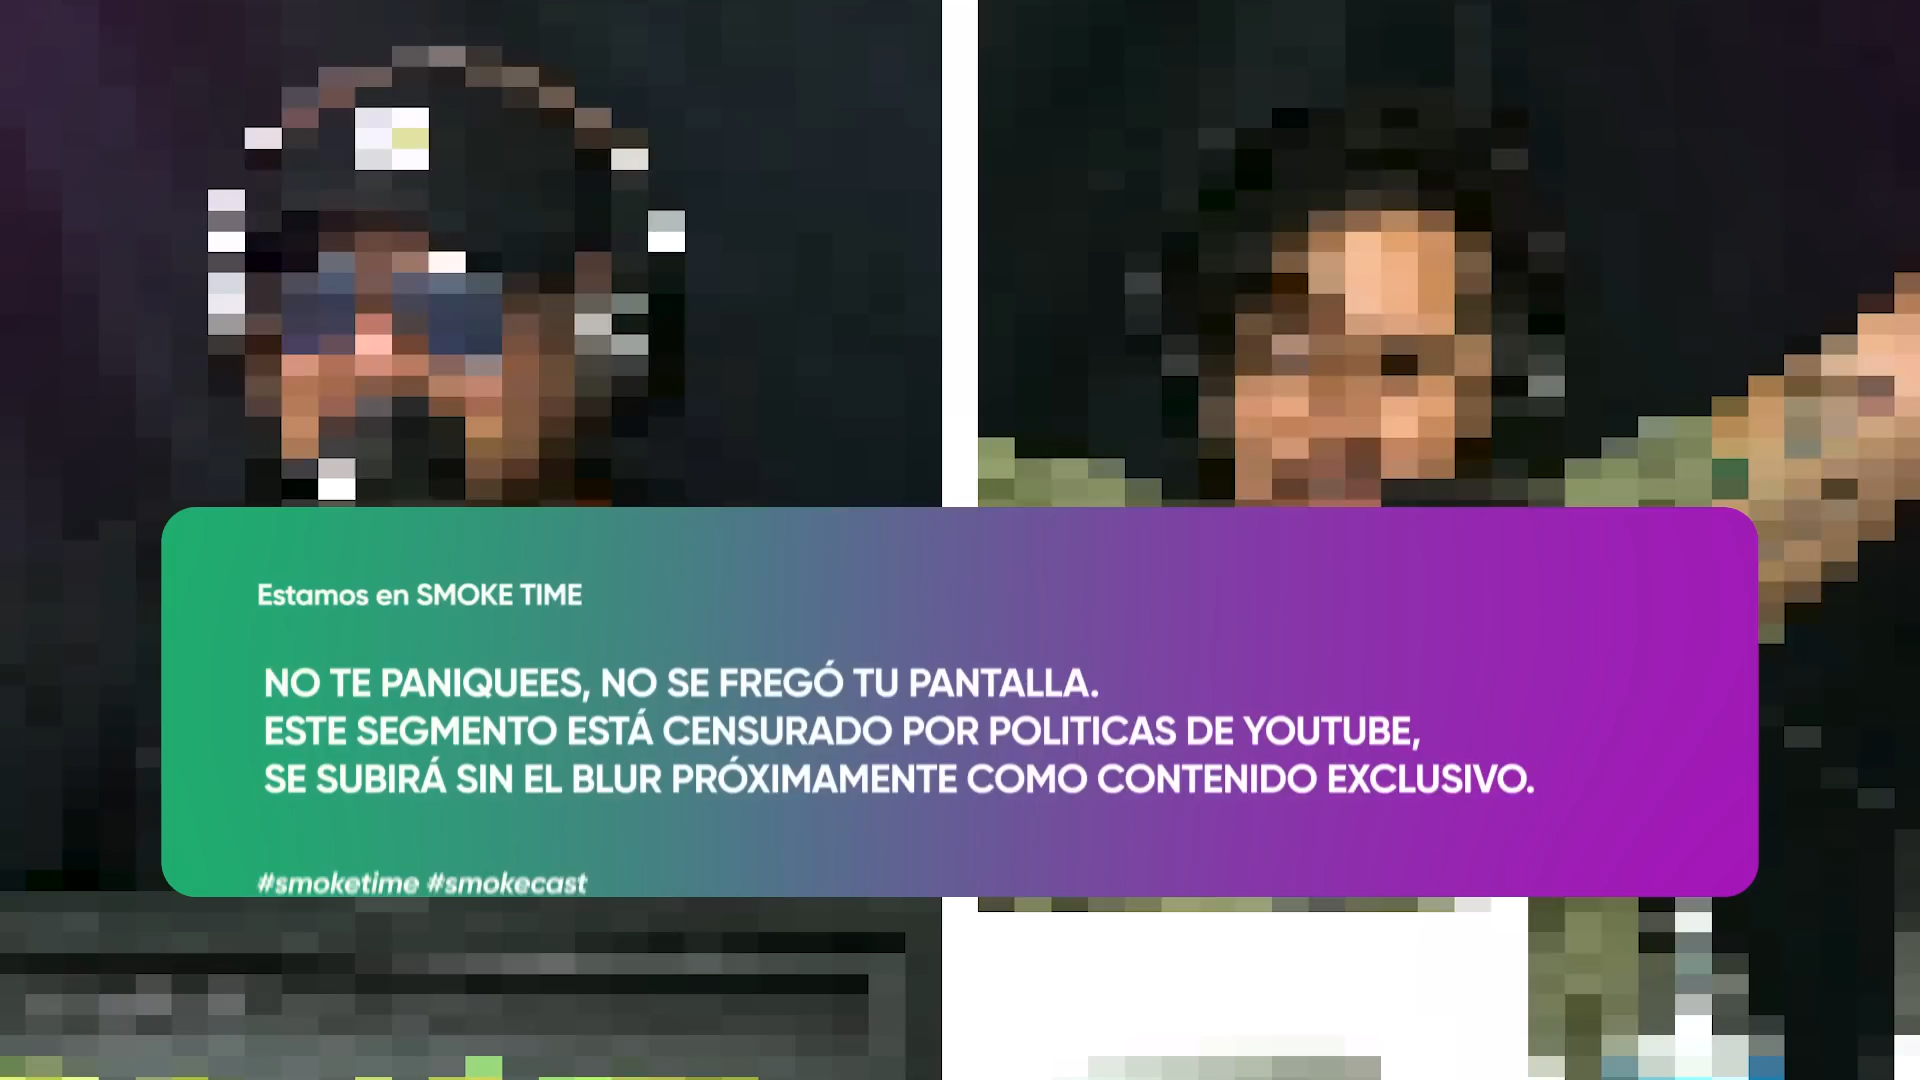 Estamos en SMOKE TIME
NO TE PANIQUEES, NO SE FREGÓ TU PANTALLA.
ESTE SEGMENTO ESTÁ CENSURADO POR POLITICAS DE YOUTUBE,
SE SUBIRÁ SIN EL BLUR PRÓXIMAMENTE COMO CONTENIDO EXCLUSIVO.
#smoketime #smokecast